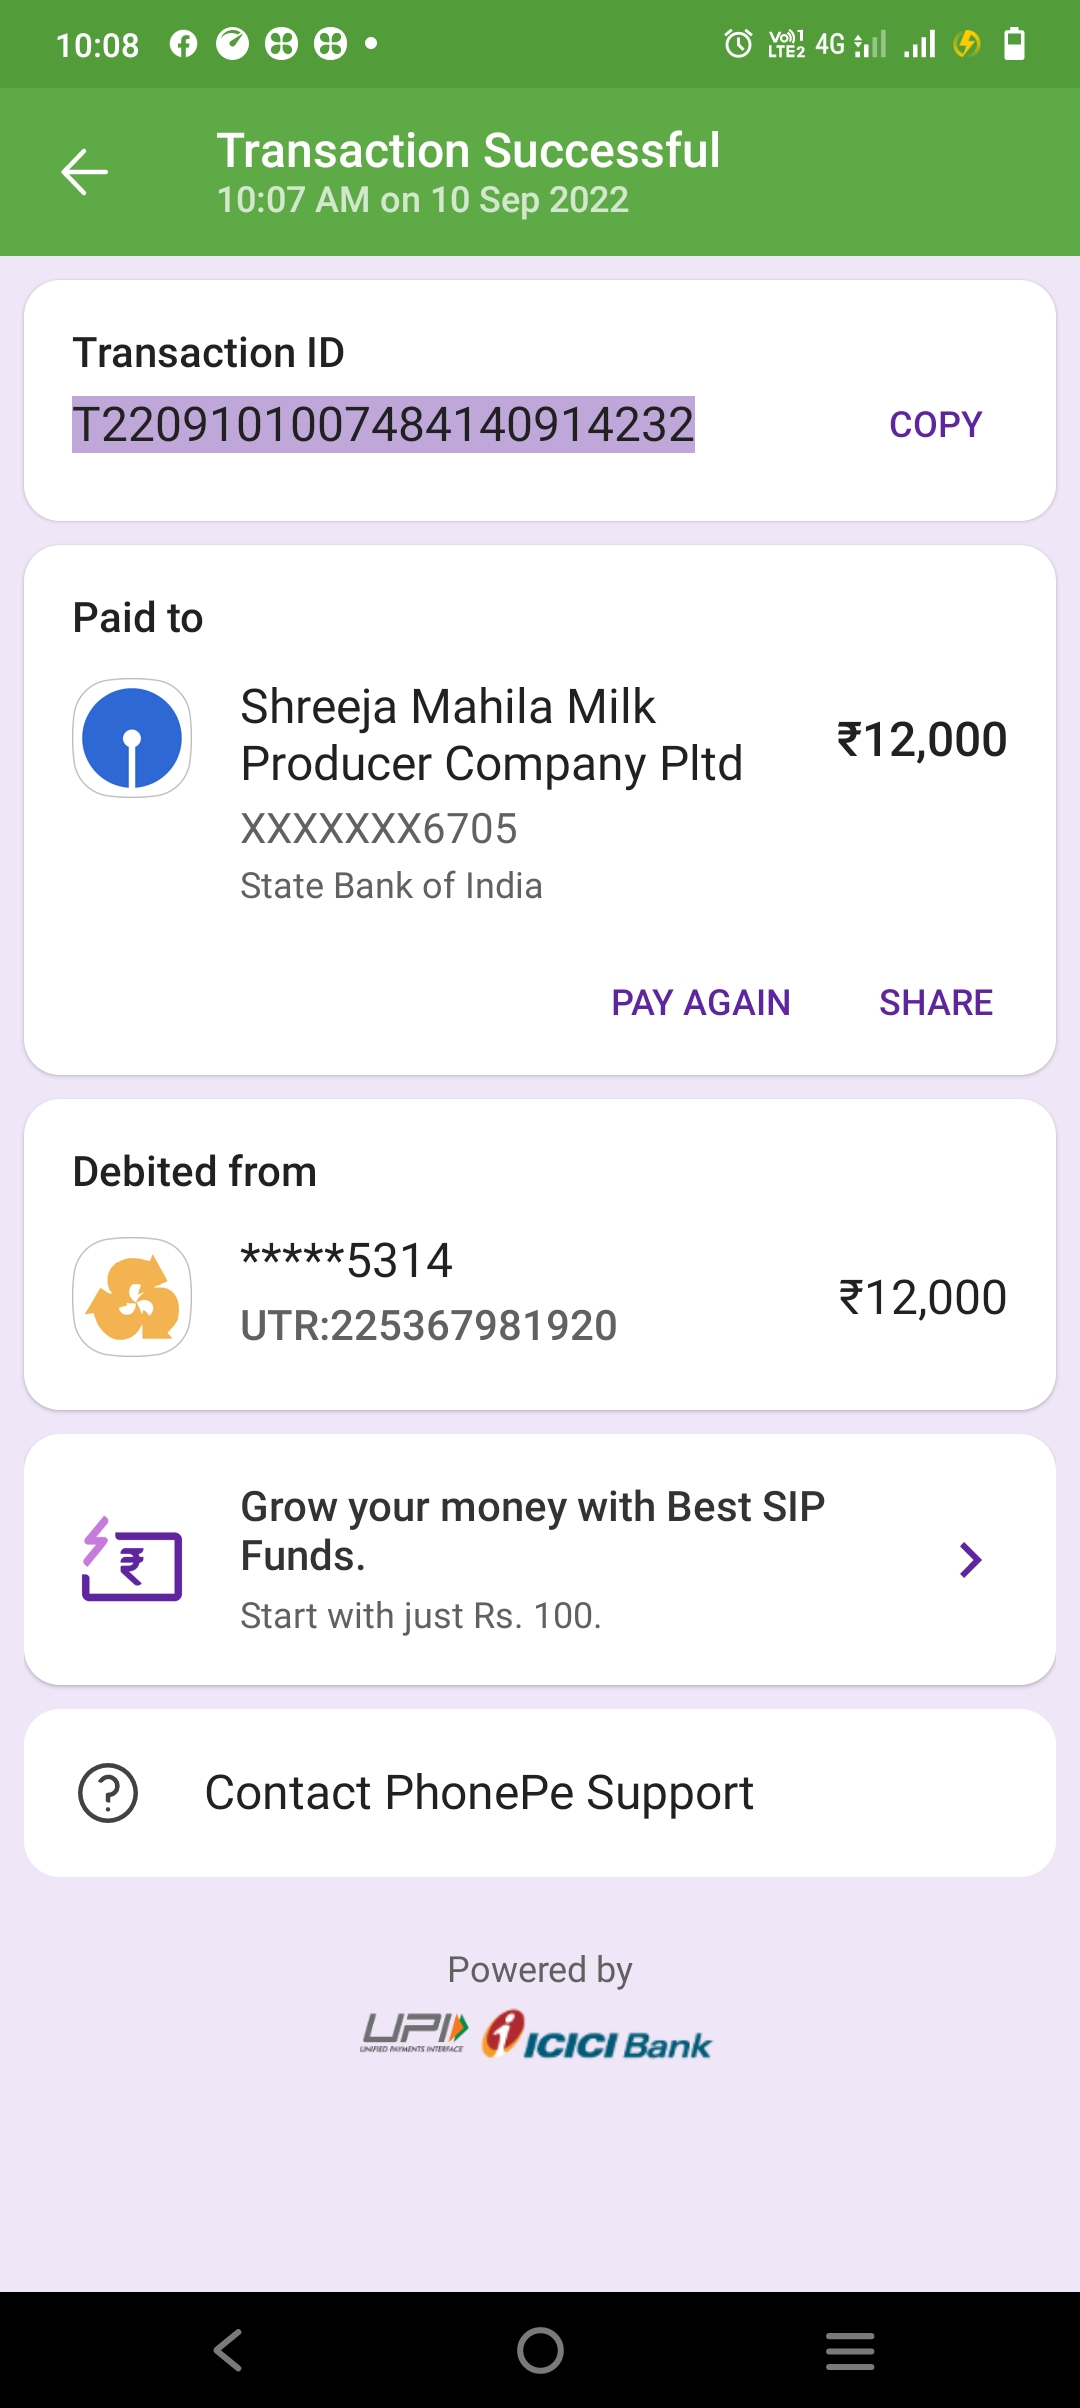 10:08
Vo))1
LTE2 4G
Transaction Successful
10:07 AM on 10 Sep 2022
Transaction ID
T2209101007484140914232
COPY
Paid to
Shreeja Mahila Milk
Producer Company Pltd
₹12,000
XXXXXXX6705
State Bank of India
PAY AGAIN SHARE
Debited from
*****5314
₹12,000
UTR:225367981920
Grow your money with Best SIP
Funds.
Start with just Rs. 100.
Contact PhonePe Support
Powered by
UPI ICICI Bank
UNIFIED PAYMENTS INTERFACE